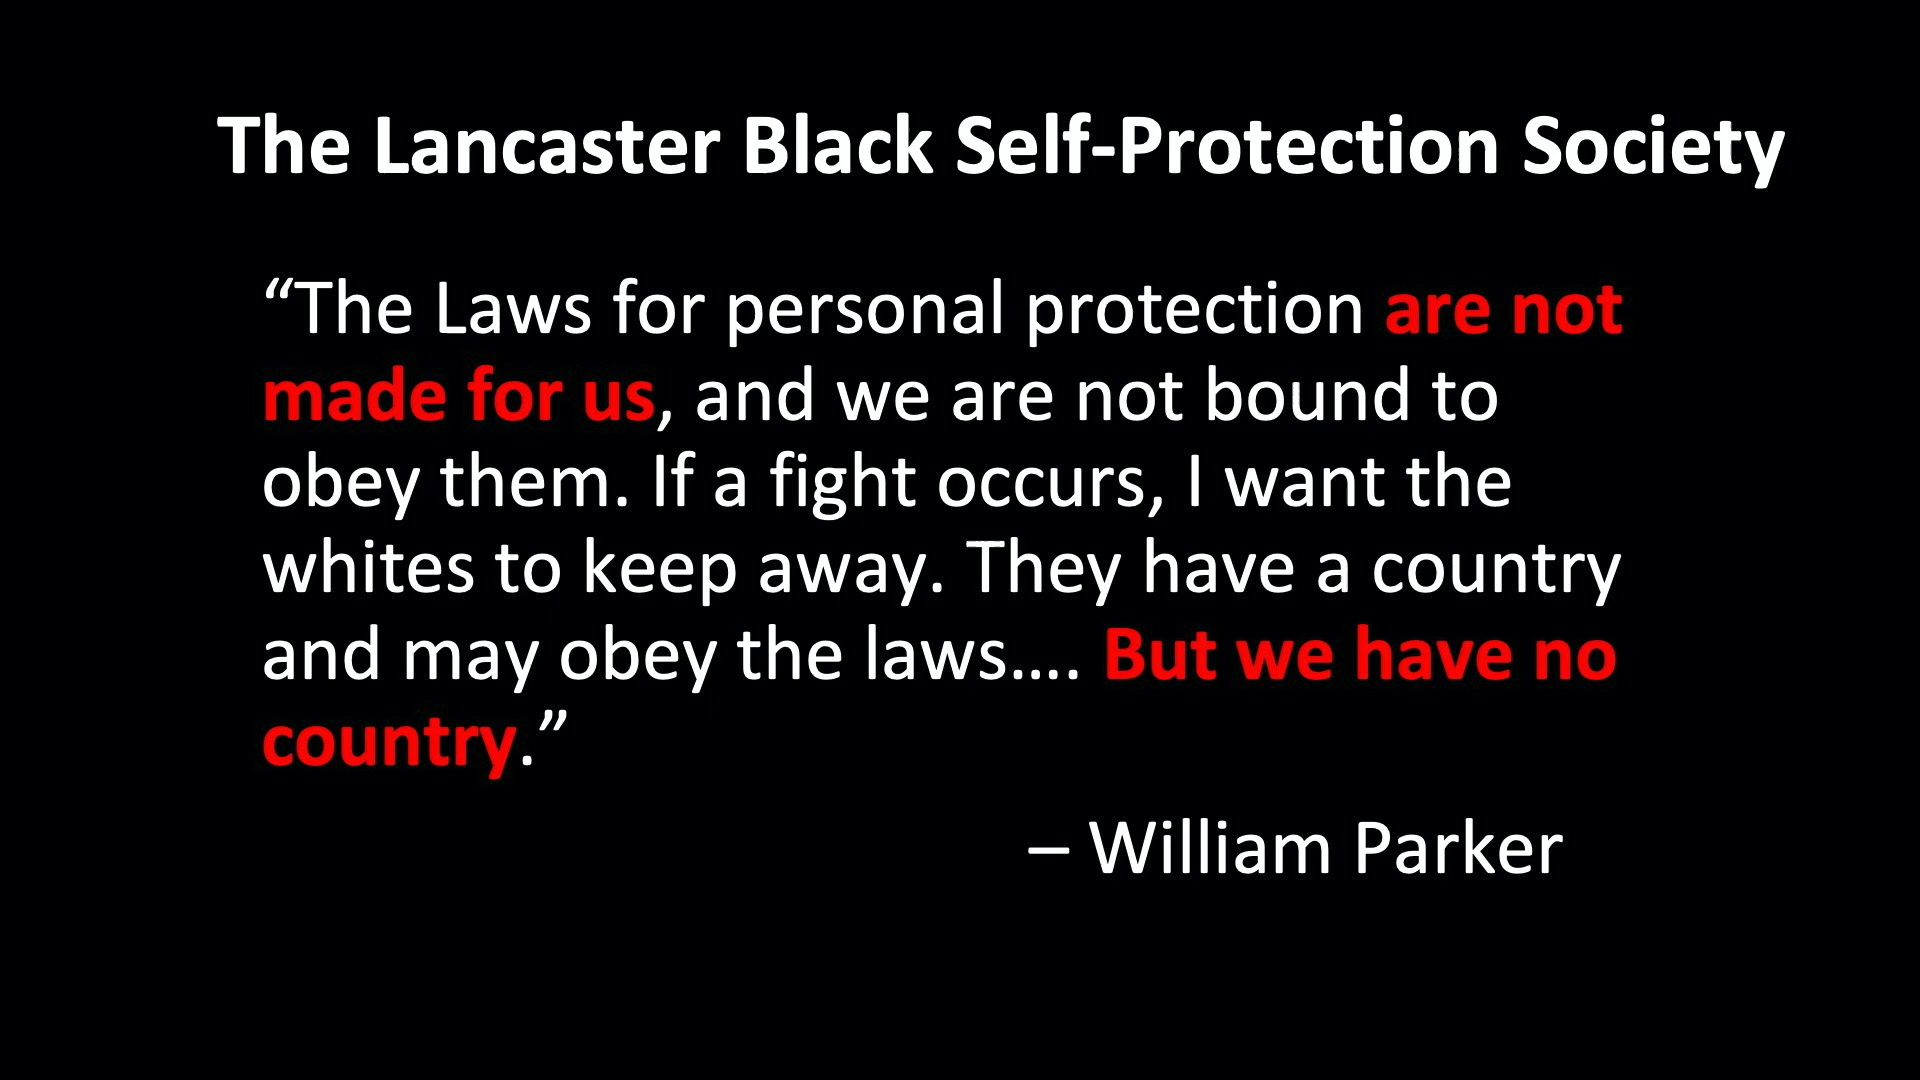 The Lancaster Black Self-Protection Society
“The Laws for personal protection are not
made for us, and we are not bound to
obey them. If a fight occurs, I want the
whites to keep away. They have a country
and may obey the laws…. But we have no
country.”
– William Parker